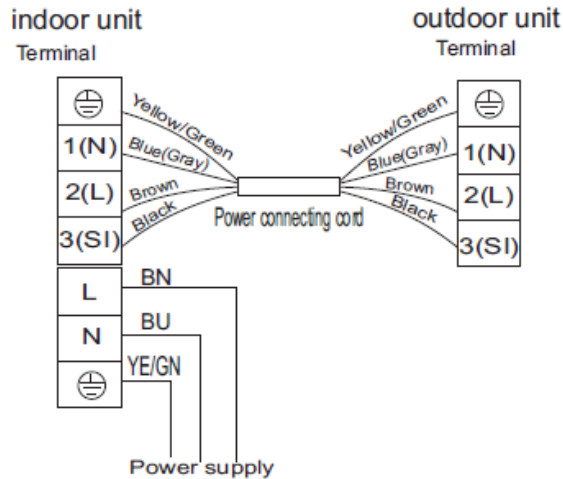 indoor unit
Terminal
outdoor unit
Terminal
1(N)
2(L)
3(SI)
L
N
Yellow/Green
Blue(Gray)
Brown
Black
Power connecting cord
Yellow/Green
Blue(Gray)
Brown
Black
1(N)
2(L)
3(SI)
BN
BU
YE/GN
Power supply